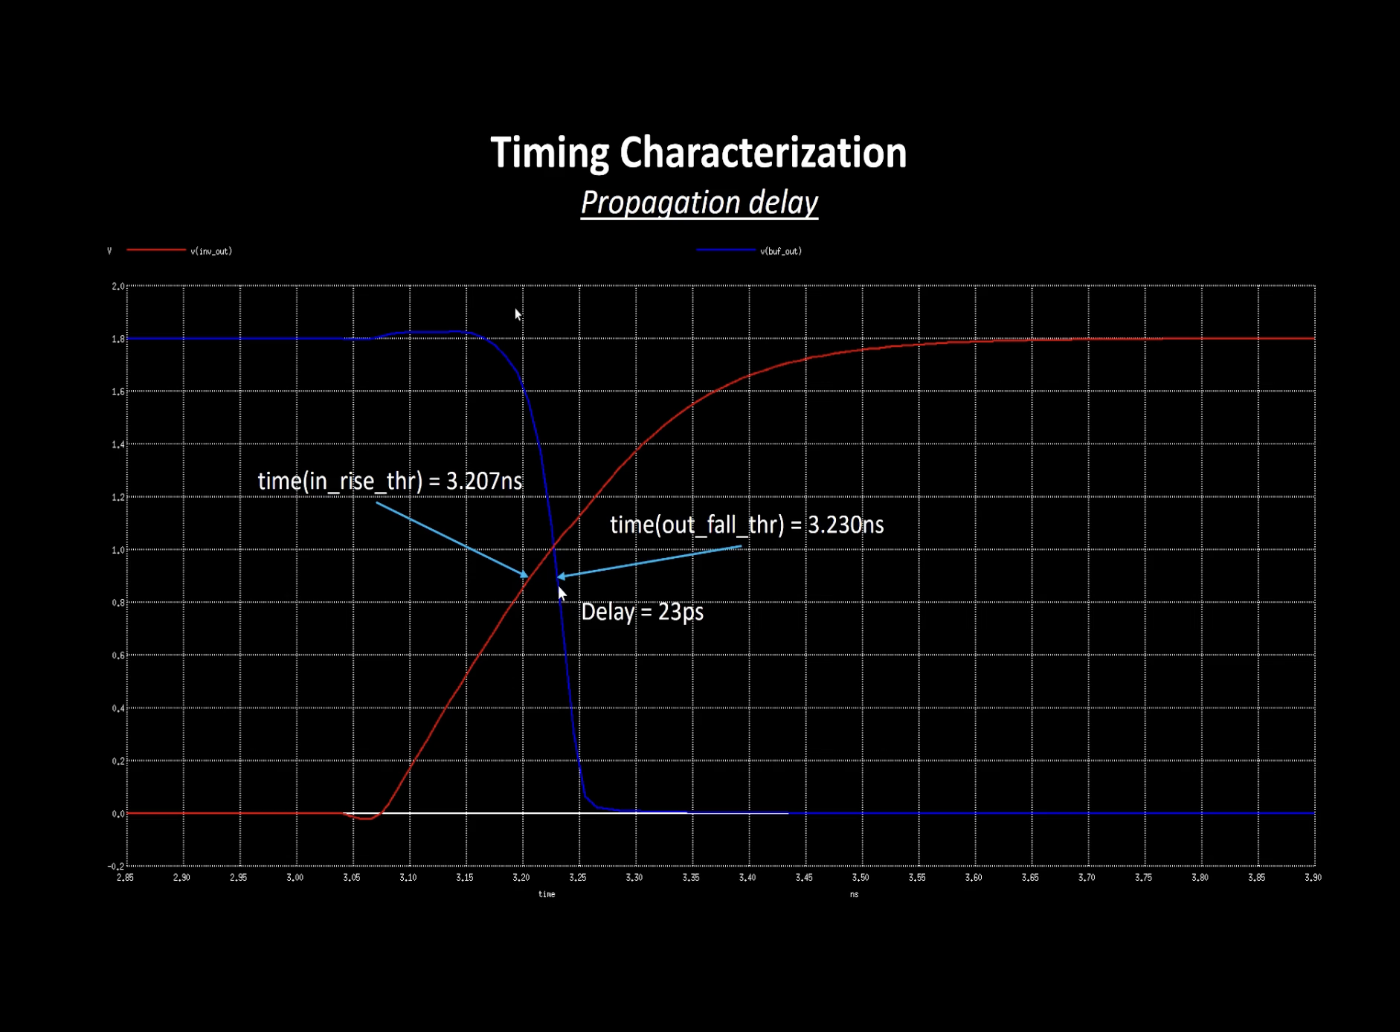 Timing Characterization
Propagation delay
V v(inv_out) v(buf_out)
2.0
1.8
1.6
1.4
time(in_rise_thr) = 3.207ns
1.2
time(out_fall_thr) = 3.230ns
1.0
0.8
Delay = 23ps
0.6
0.4
0.2
0.0
-0.2
2.85 2.90 2.95 3.00 3.05 3.10 3.15 3.20 3.25 3.30 3.35 3.40 3.45 3.50 3.55 3.60 3.65 3.70 3.75 3.80 3.85 3.90
time ns